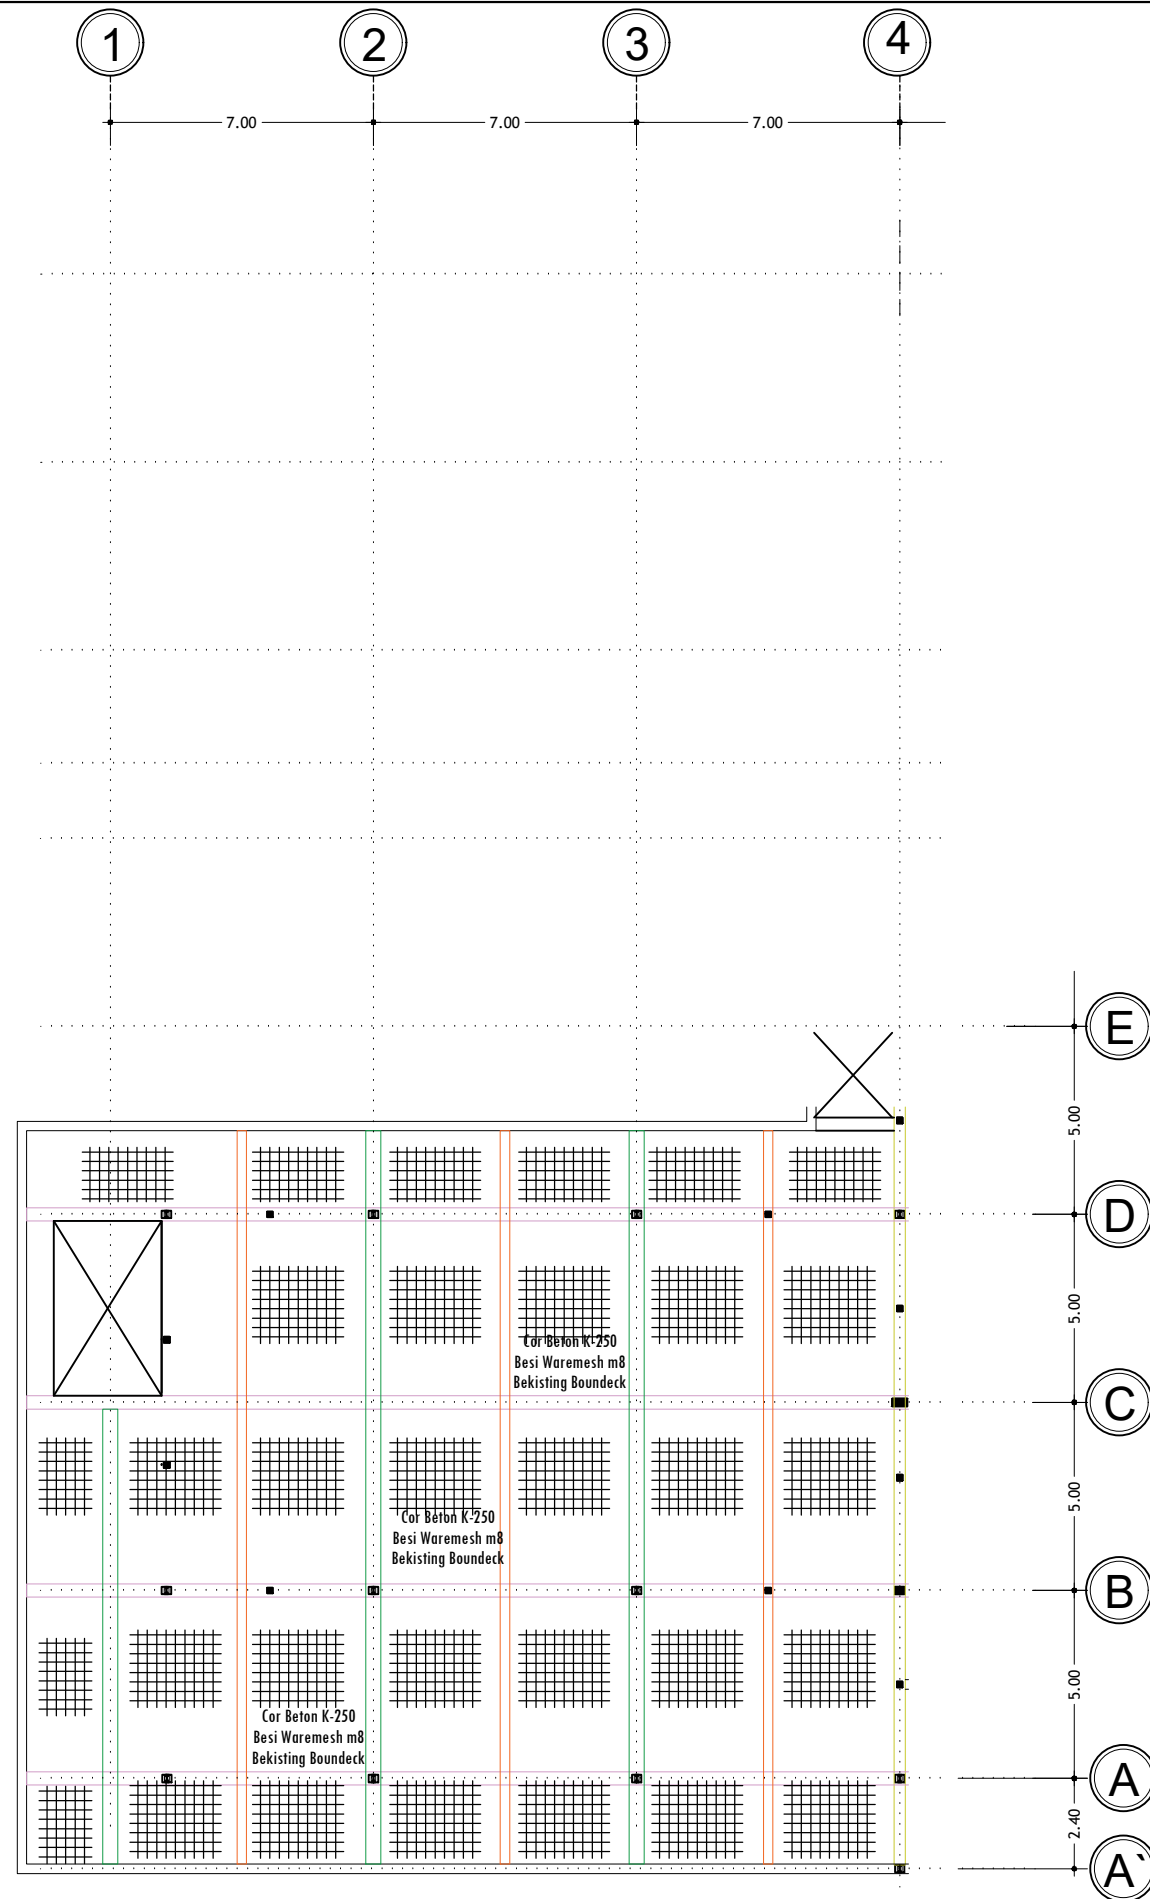 1 2 3 4
7.00 7.00 7.00
E
5.00
D
5.00
Cor Beton K-250
Besi Waremesh m8
Bekisting Boundeck
C
5.00
Cor Beton K-250
Besi Waremesh m8
Bekisting Boundeck
B
5.00
Cor Beton K-250
Besi Waremesh m8
Bekisting Boundeck
A
2.40
A`